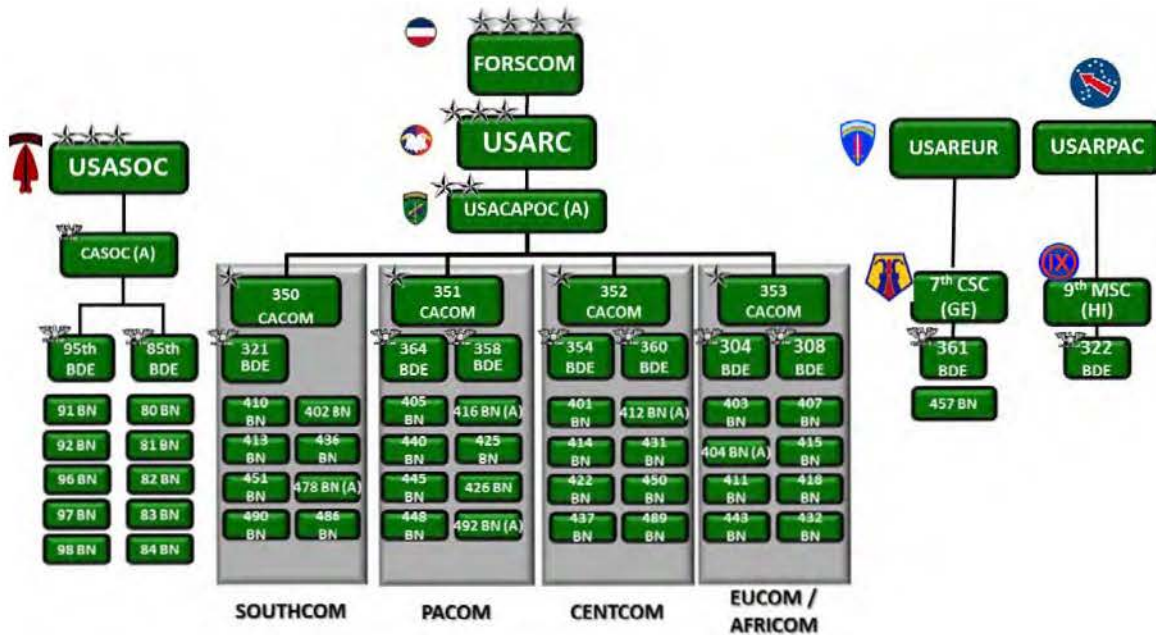 FORSCOM
USARC
USACAPOC (A)
USASOC
CASOC (A)
95th
BDE
85th
BDE
91 BN
80 BN
92 BN
81 BN
96 BN
82 BN
97 BN
83 BN
98 BN
84 BN
350
CACOM
321
BDE
410
BN
402 BN
413
BN
436
BN
451
BN
478 BN (A)
490
BN
486
BN
SOUTHCOM
351
CACOM
364
BDE
358
BDE
405
BN
416 BN (A)
440
BN
425
BN
445
BN
426 BN
448
BN
492 BN (A)
PACOM
352
CACOM
354
BDE
360
BDE
401
BN
412 BN (A)
414
BN
431
BN
422
BN
450
BN
437
BN
489
BN
CENTCOM
353
CACOM
304
BDE
308
BDE
403
BN
407
BN
404 BN (A)
415
BN
411
BN
418
BN
443
BN
432
BN
EUCOM /
AFRICOM
USAREUR
7th CSC
(GE)
361
BDE
457 BN
USARPAC
IX
9th MSC
(HI)
322
BDE